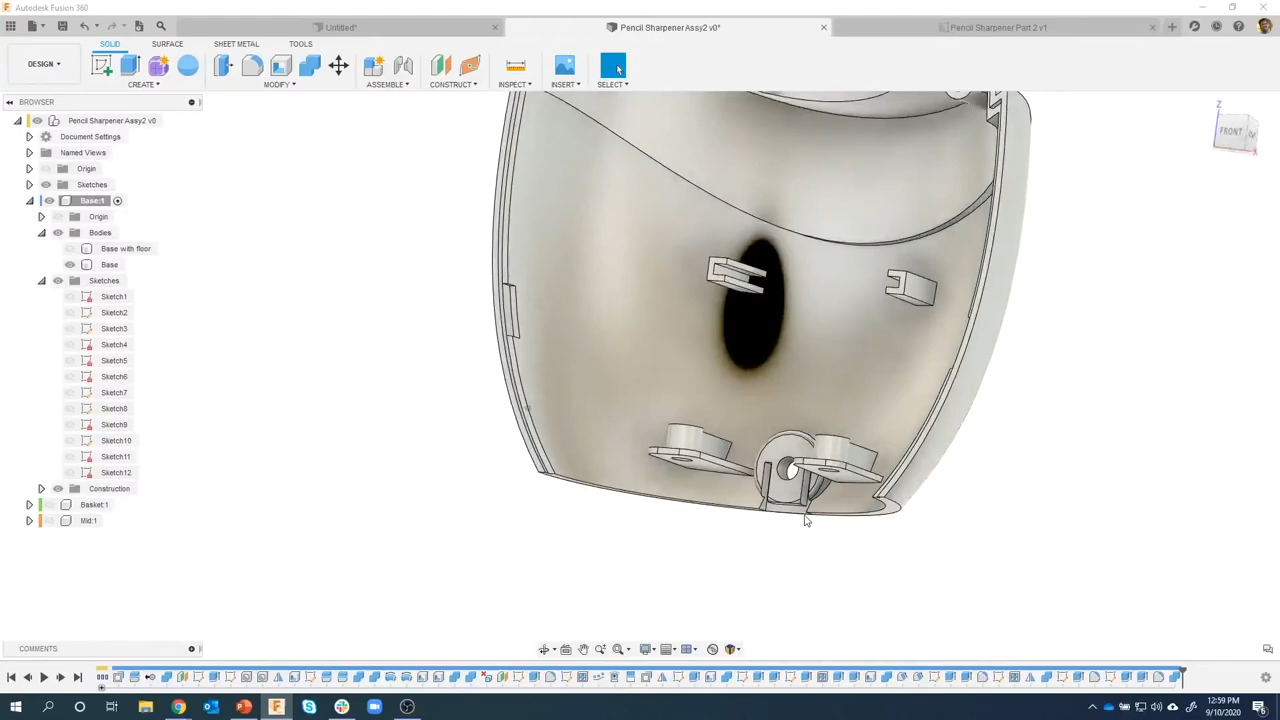 Autodesk Fusion 360
Untitled*
Pencil Sharpener Assy2 v0*
Pencil Sharpener Part 2 v1
DESIGN
SOLID
SURFACE
SHEET METAL
TOOLS
CREATE
MODIFY
ASSEMBLE
CONSTRUCT
INSPECT
INSERT
SELECT
BROWSER
Pencil Sharpener Assy2 v0
Document Settings
Named Views
Origin
Sketches
Base:1
Origin
Bodies
Base with floor
Base
Sketches
Sketch1
Sketch2
Sketch3
Sketch4
Sketch5
Sketch6
Sketch7
Sketch8
Sketch9
Sketch10
Sketch11
Sketch12
Construction
Basket:1
Mid:1
Z
FRONT
X
COMMENTS
12:59 PM
9/10/2020